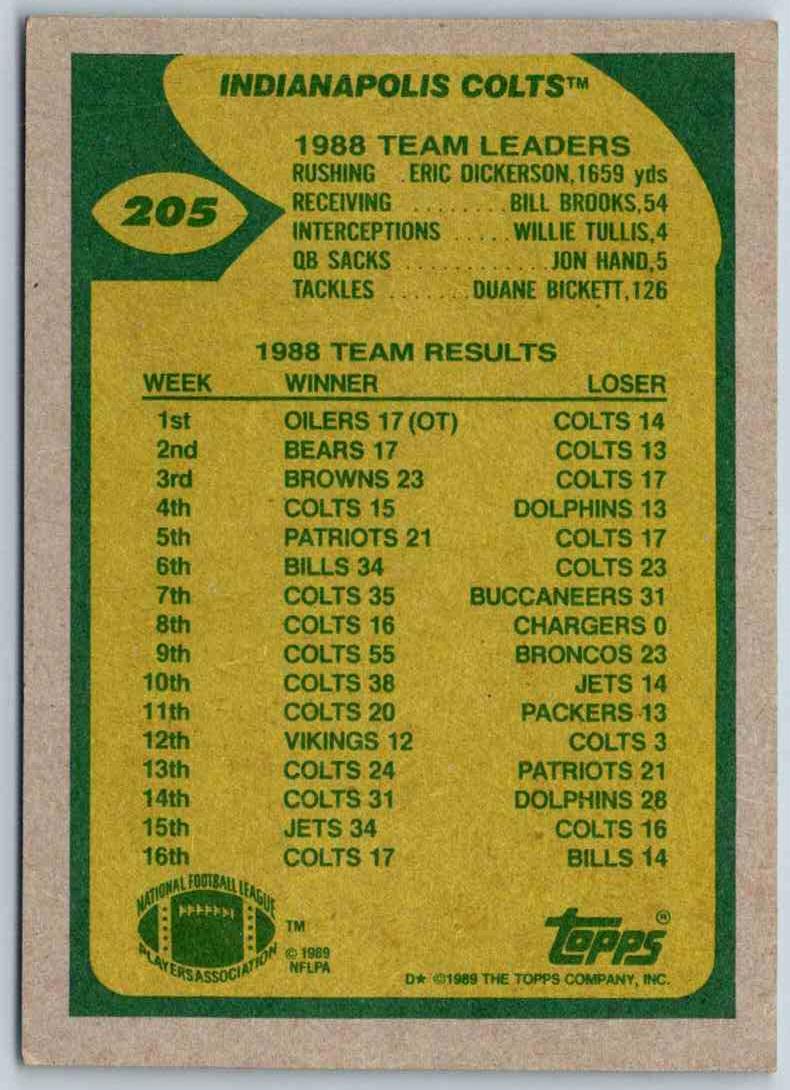 INDIANAPOLIS COLTS™
1988 TEAM LEADERS
205
RUSHING .ERIC DICKERSON,1659 yds
RECEIVING ........BILL BROOKS,54
INTERCEPTIONS .....WILLIE TULLIS,4
QB SACKS ............JON HAND,5
TACKLES .......DUANE BICKETT,126
1988 TEAM RESULTS
WEEK WINNER LOSER
1st OILERS 17 (OT) COLTS 14
2nd BEARS 17 COLTS 13
3rd BROWNS 23 COLTS 17
4th COLTS 15 DOLPHINS 13
5th PATRIOTS 21 COLTS 17
6th BILLS 34 COLTS 23
7th COLTS 35 BUCCANEERS 31
8th COLTS 16 CHARGERS 0
9th COLTS 55 BRONCOS 23
10th COLTS 38 JETS 14
11th COLTS 20 PACKERS 13
12th VIKINGS 12 COLTS 3
13th COLTS 24 PATRIOTS 21
14th COLTS 31 DOLPHINS 28
15th JETS 34 COLTS 16
16th COLTS 17 BILLS 14
NATIONAL FOOTBALL LEAGUE
PLAYERS ASSOCIATION
TM
© 1989
NFLPA
topps®
D★ ©1989 THE TOPPS COMPANY, INC.